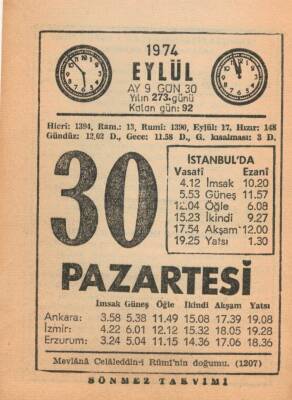 1974
EYLÜL
AY 9 GÜN 30
Yılın 273.günü
Kalan gün: 92
Hicri: 1394, Ram.: 13, Rumi: 1390, Eylül: 17, Hızır: 148
Gündüz: 12.02 D., Gece: 11.58 D., G. kısalması: 3 D.
30
İSTANBUL'DA
Vasatî Ezanî
4.12 İmsak 10.20
5.53 Güneş 11.57
12.04 Öğle 6.08
15.23 İkindi 9.27
17.54 Akşam 12.00
19.25 Yatsı 1.30
PAZARTESİ
İmsak Güneş Öğle İkindi Akşam Yatsı
Ankara: 3.58 5.38 11.49 15.08 17.39 19.08
İzmir: 4.22 6.01 12.12 15.32 18.05 19.28
Erzurum: 3.24 5.04 11.15 14.36 17.06 18.36
Mevlânâ Celâleddin-i Rûmî'nin doğumu. (1207)
SÖNMEZ TAKVİMİ